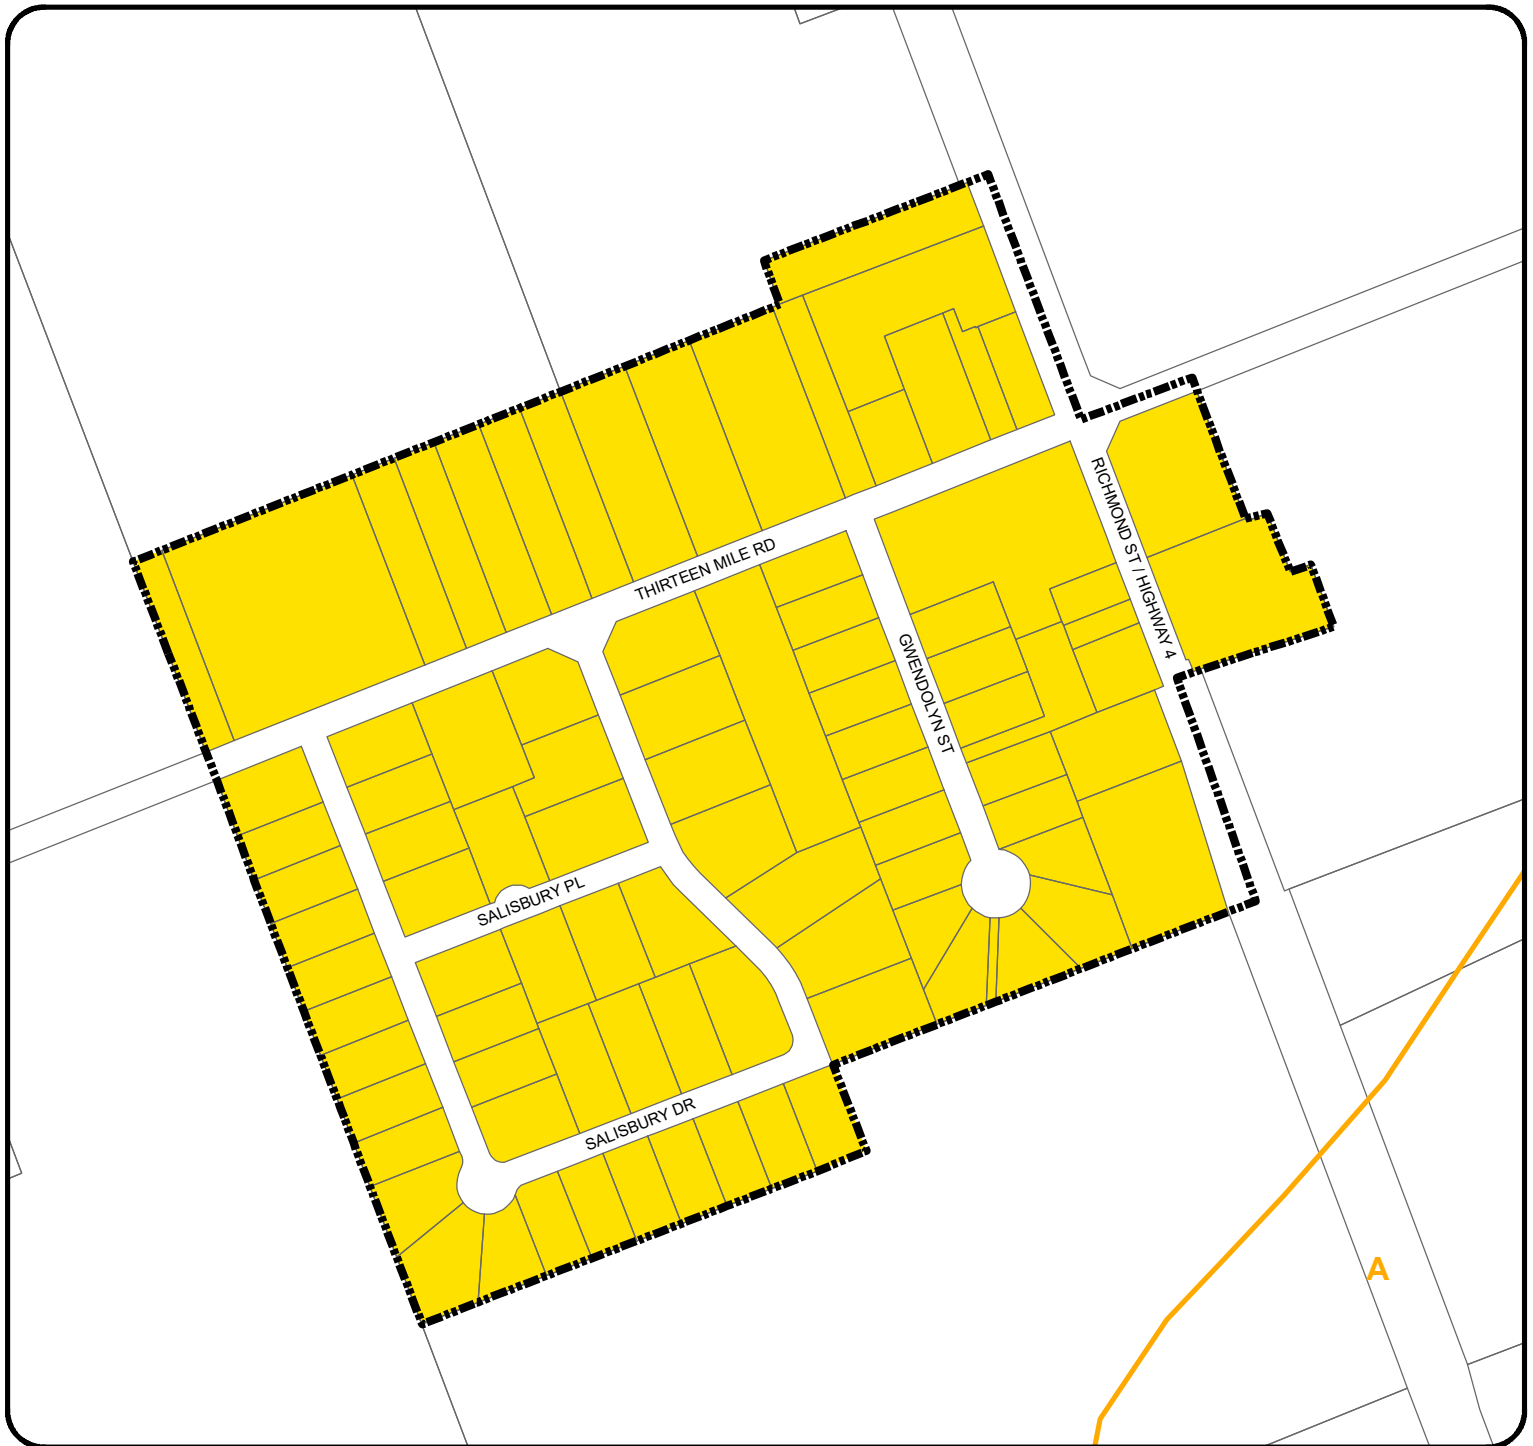 RICHMOND ST / HIGHWAY 4
THIRTEEN MILE RD
GWENDOLYN ST
SALISBURY PL
SALISBURY DR
A